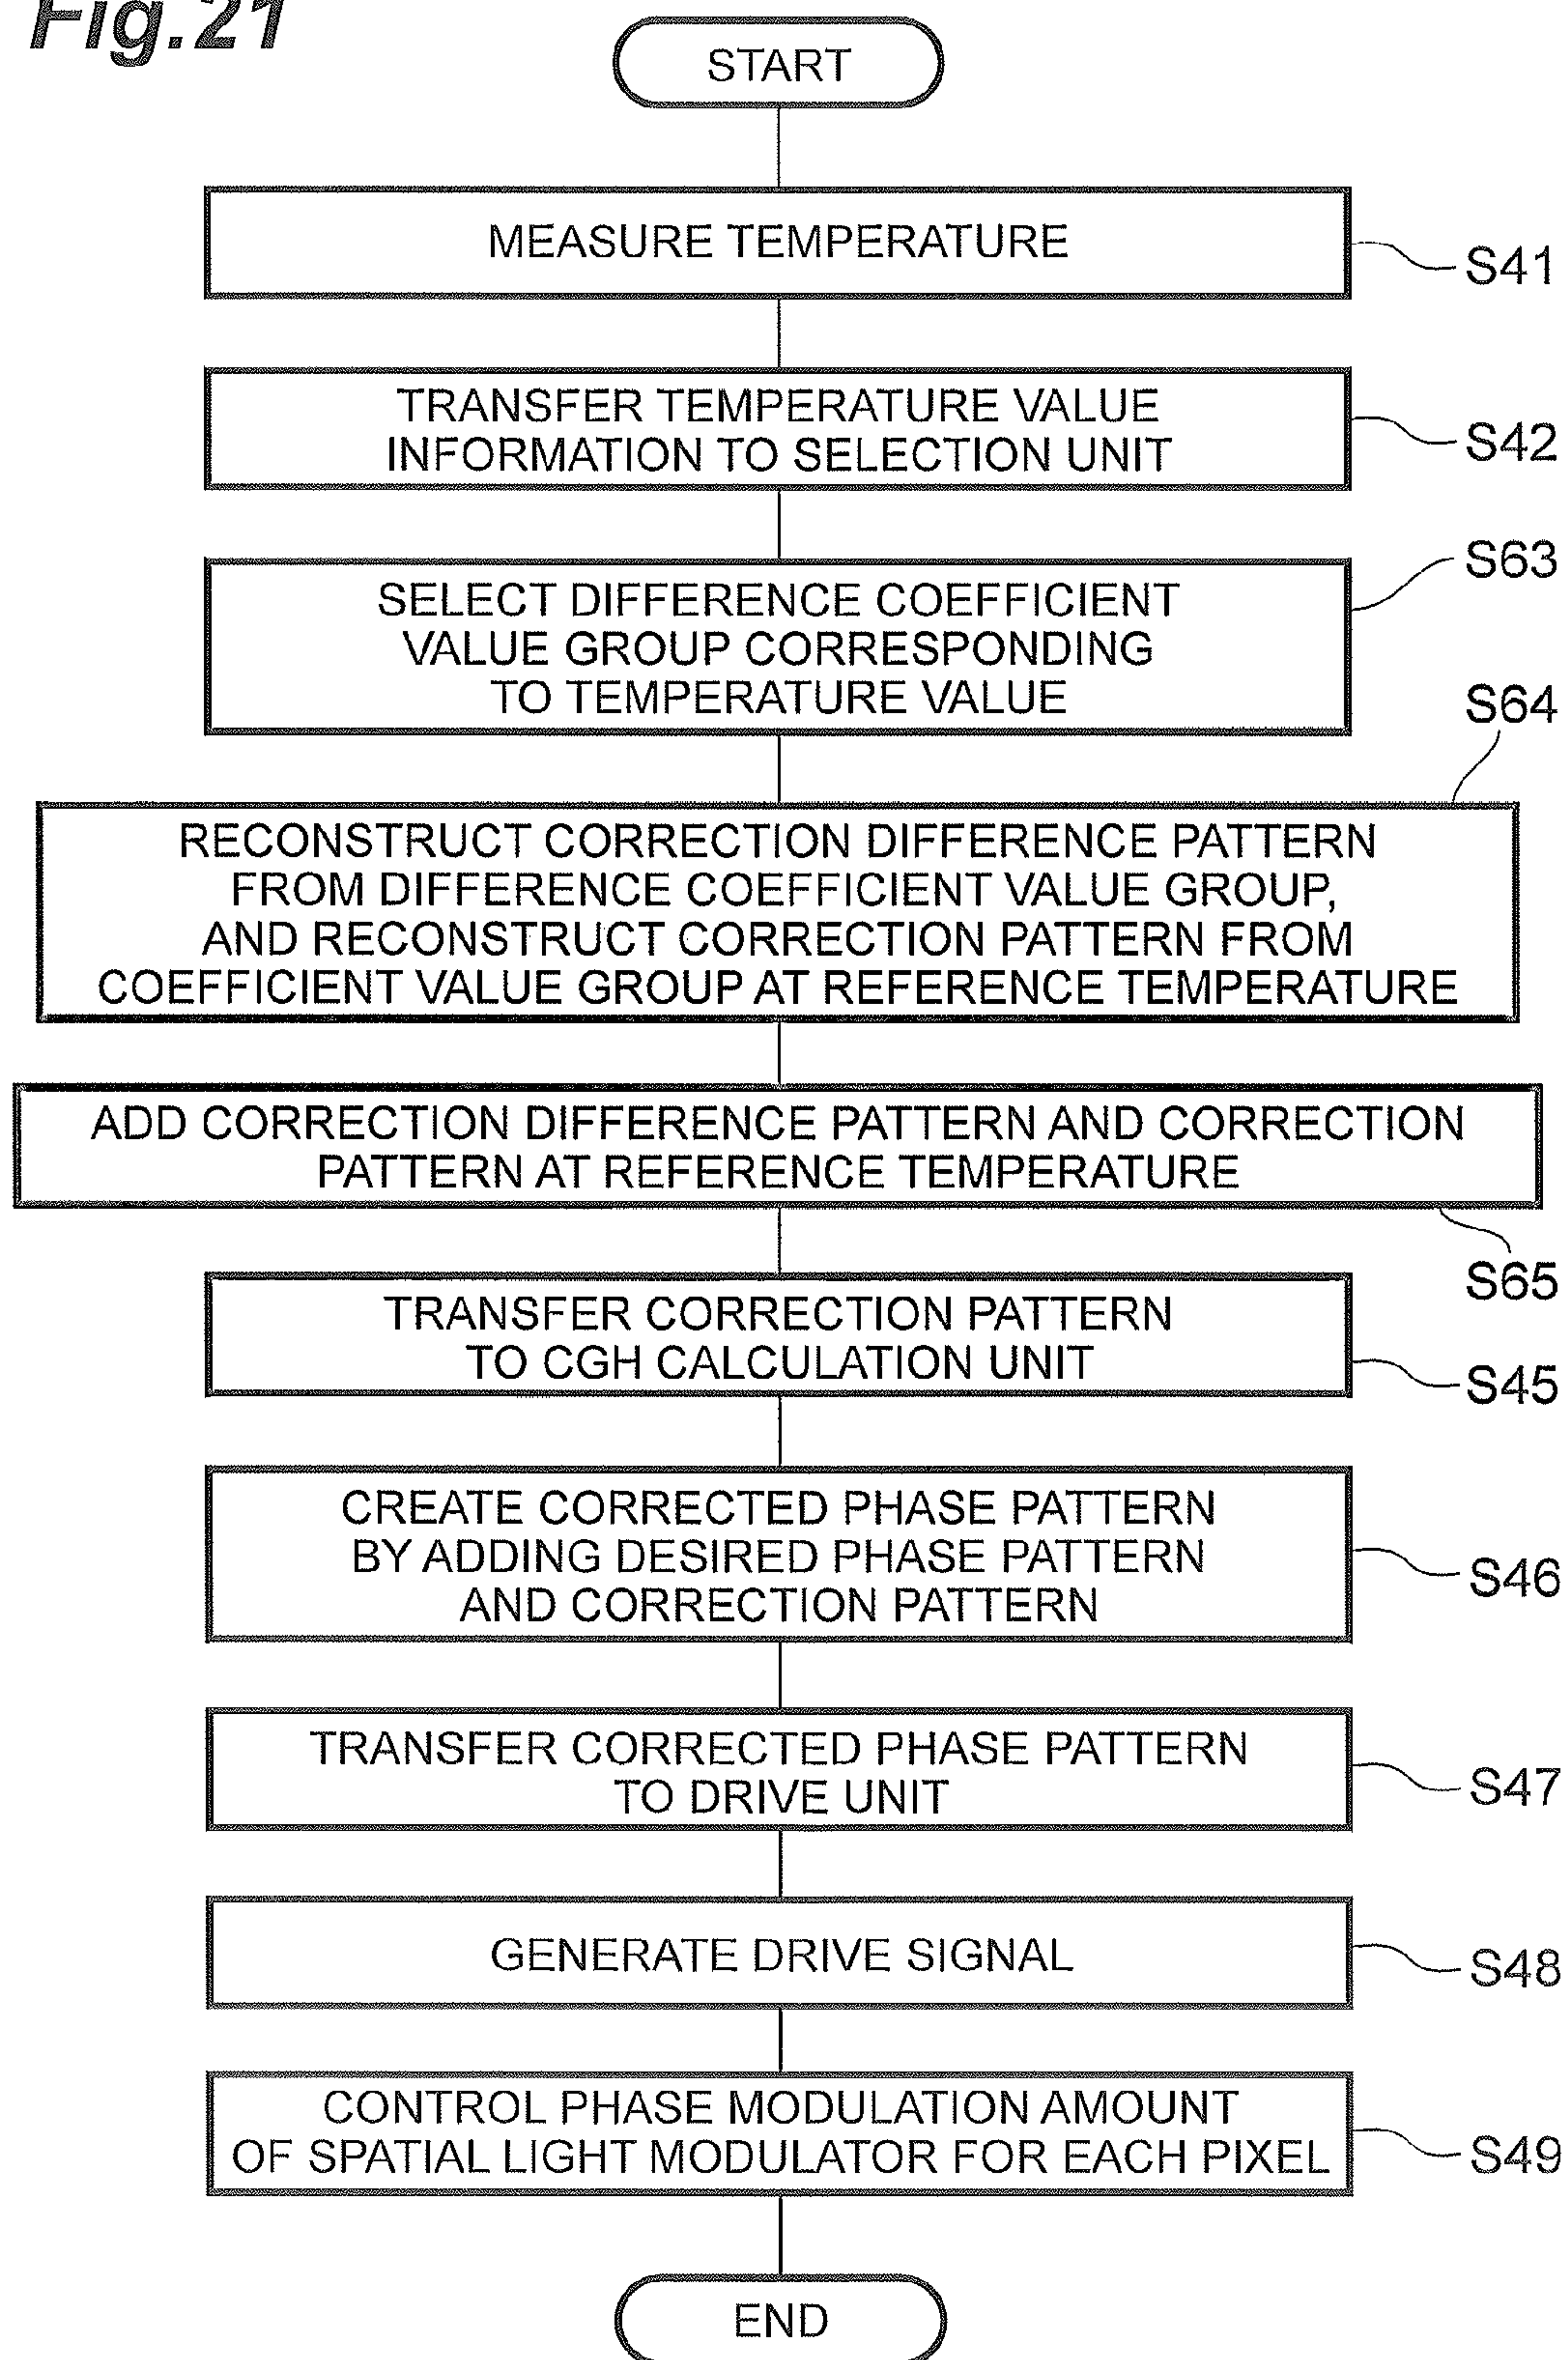 Fig.21
START
MEASURE TEMPERATURE
S41
TRANSFER TEMPERATURE VALUE
INFORMATION TO SELECTION UNIT
S42
SELECT DIFFERENCE COEFFICIENT
VALUE GROUP CORRESPONDING
TO TEMPERATURE VALUE
S63
RECONSTRUCT CORRECTION DIFFERENCE PATTERN
FROM DIFFERENCE COEFFICIENT VALUE GROUP,
AND RECONSTRUCT CORRECTION PATTERN FROM
COEFFICIENT VALUE GROUP AT REFERENCE TEMPERATURE
S64
ADD CORRECTION DIFFERENCE PATTERN AND CORRECTION
PATTERN AT REFERENCE TEMPERATURE
S65
TRANSFER CORRECTION PATTERN
TO CGH CALCULATION UNIT
S45
CREATE CORRECTED PHASE PATTERN
BY ADDING DESIRED PHASE PATTERN
AND CORRECTION PATTERN
S46
TRANSFER CORRECTED PHASE PATTERN
TO DRIVE UNIT
S47
GENERATE DRIVE SIGNAL
S48
CONTROL PHASE MODULATION AMOUNT
OF SPATIAL LIGHT MODULATOR FOR EACH PIXEL
S49
END